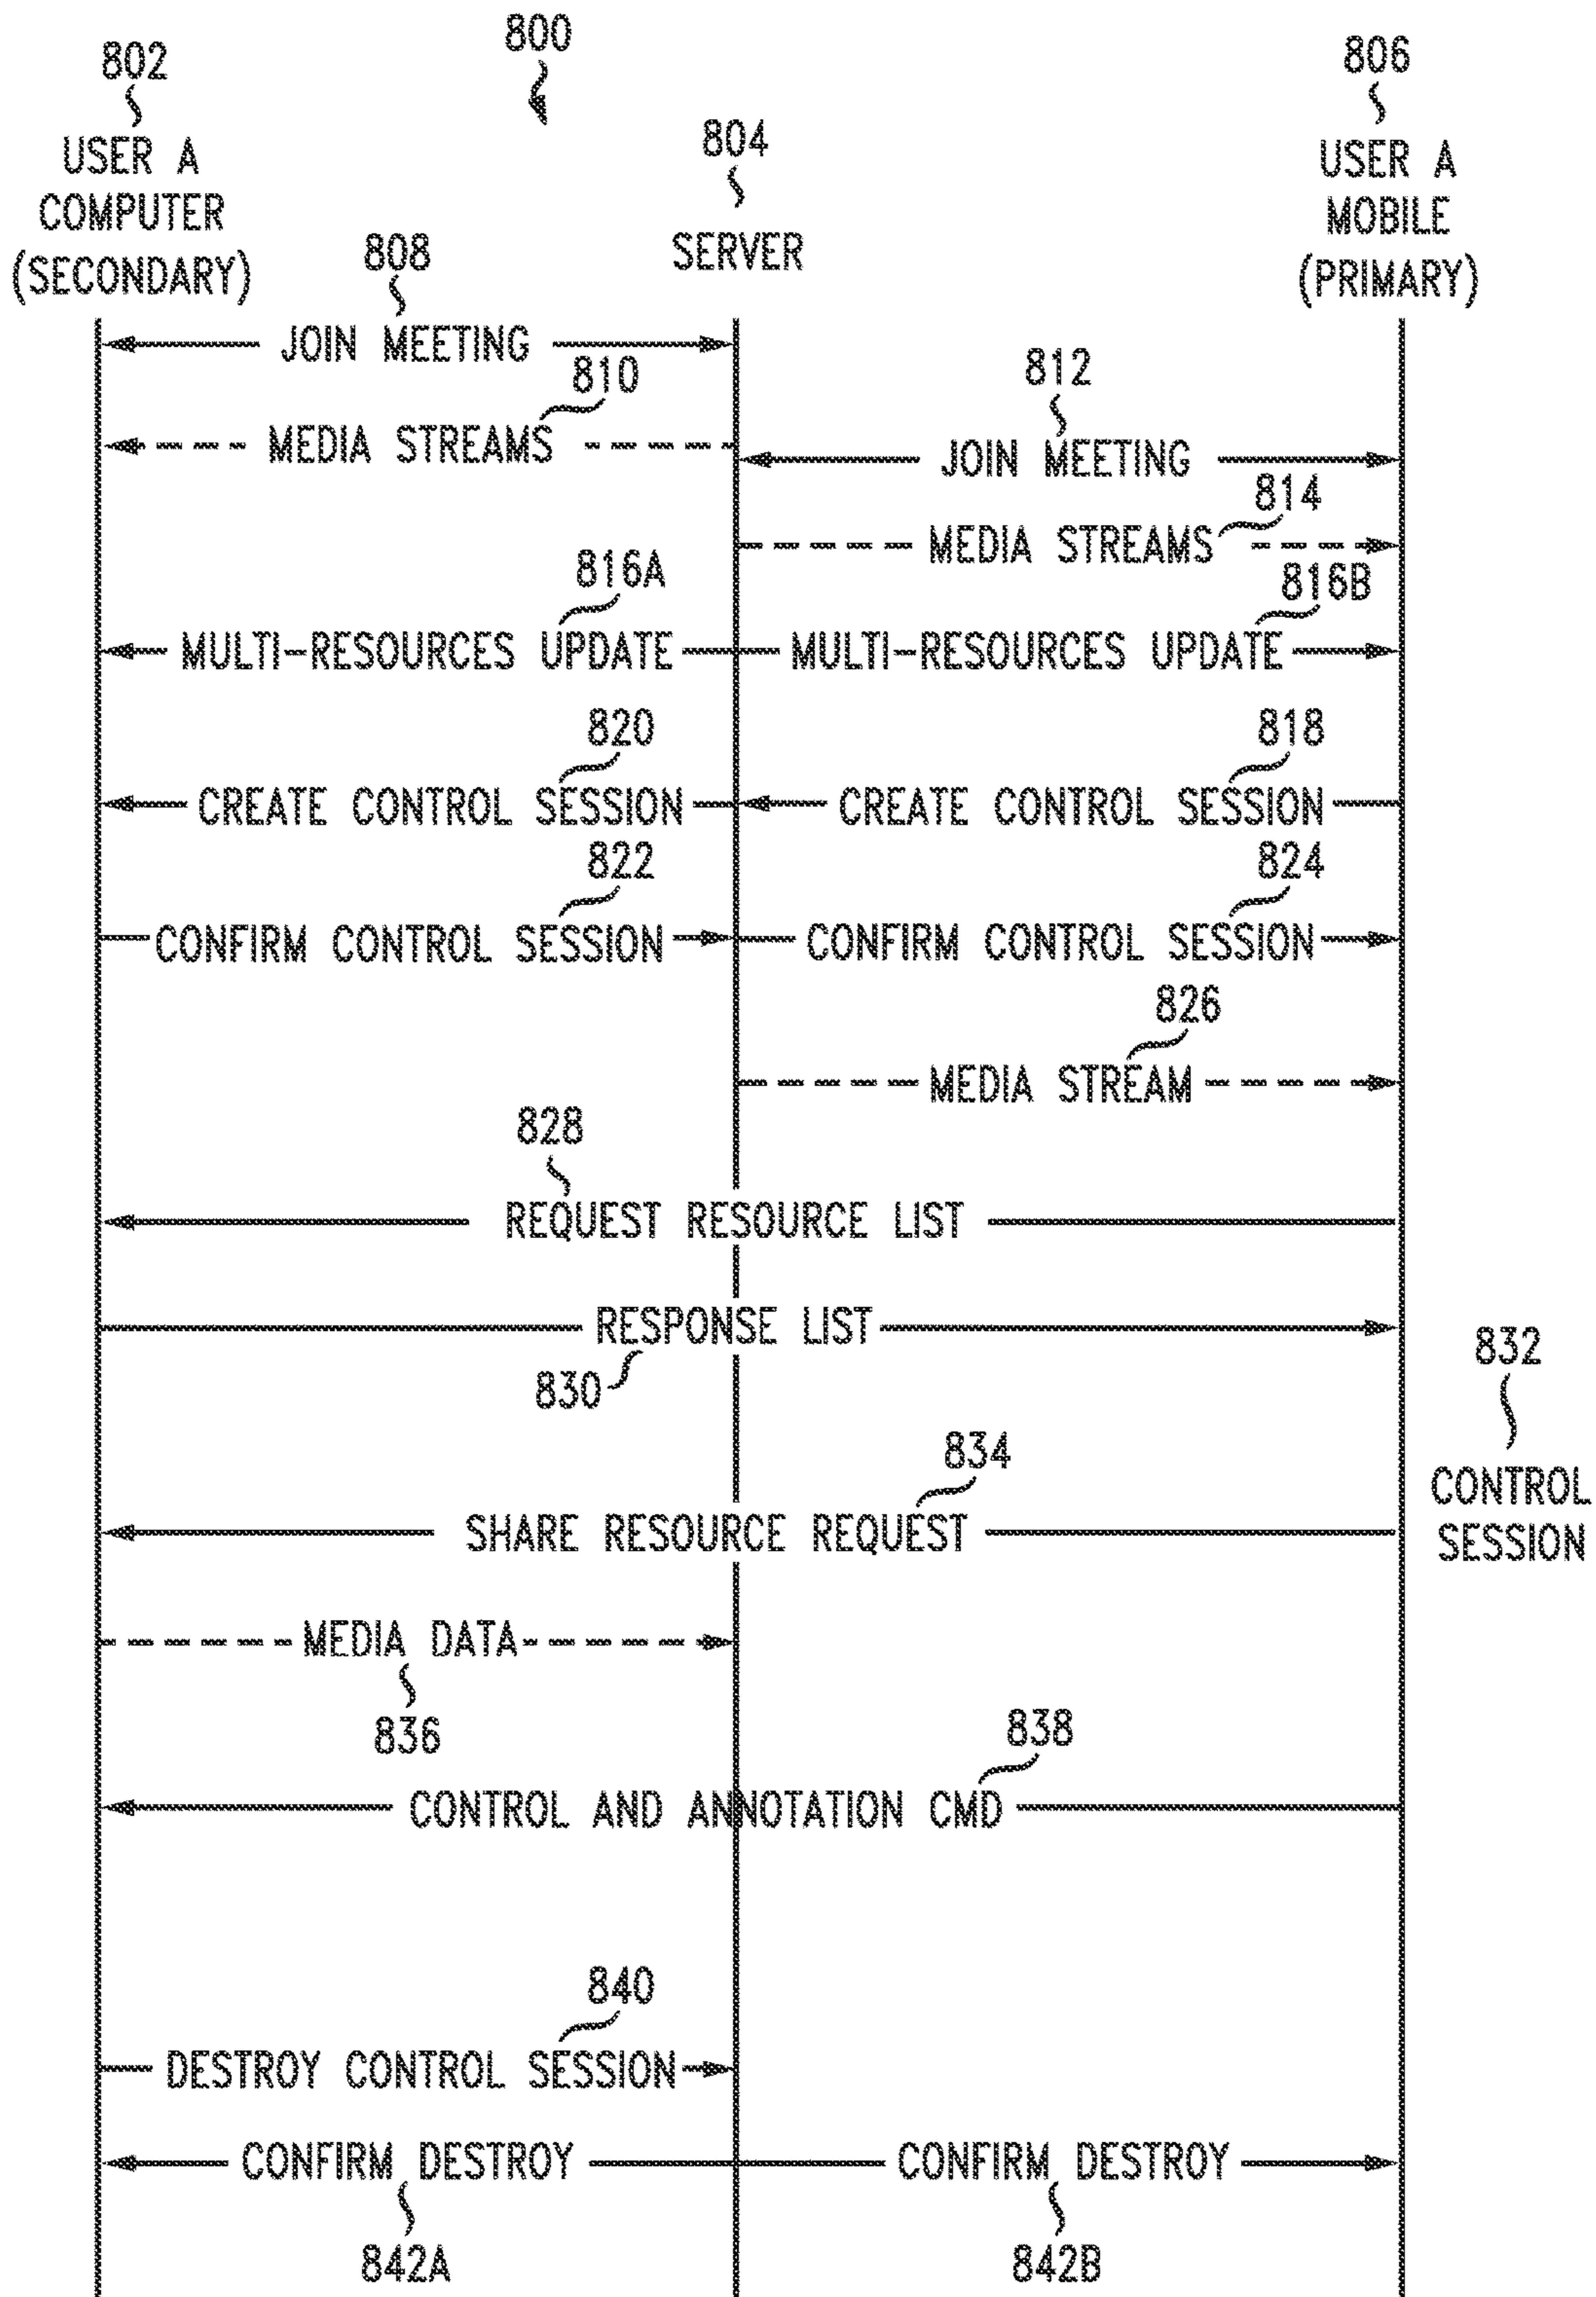 800
802
806
804
USER A
COMPUTER
(SECONDARY)
SERVER
USER A
MOBILE
(PRIMARY)
808
JOIN MEETING
810
MEDIA STREAMS
812
JOIN MEETING
814
MEDIA STREAMS
816A
MULTI-RESOURCES UPDATE
816B
MULTI-RESOURCES UPDATE
820
CREATE CONTROL SESSION
818
CREATE CONTROL SESSION
822
CONFIRM CONTROL SESSION
824
CONFIRM CONTROL SESSION
826
MEDIA STREAM
828
REQUEST RESOURCE LIST
RESPONSE LIST
830
832
CONTROL
SESSION
834
SHARE RESOURCE REQUEST
MEDIA DATA
836
838
CONTROL AND ANNOTATION CMD
840
DESTROY CONTROL SESSION
CONFIRM DESTROY
842A
CONFIRM DESTROY
842B